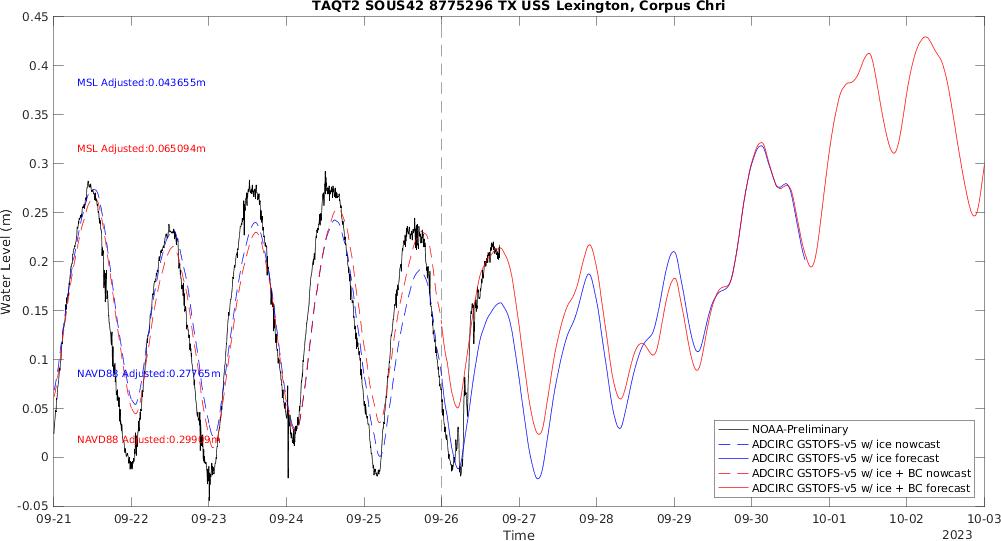 TAQT2 SOUS42 8775296 TX USS Lexington, Corpus Chri
0.45
0.4
0.35
0.3
0.25
0.2
0.15
0.1
0.05
0
-0.05
Water Level (m)
MSL Adjusted:0.043655m
MSL Adjusted:0.065094m
NAVD88 Adjusted:0.27765m
NAVD88 Adjusted:0.29909m
NOAA-Preliminary
ADCIRC GSTOFS-v5 w/ ice nowcast
ADCIRC GSTOFS-v5 w/ ice forecast
ADCIRC GSTOFS-v5 w/ ice + BC nowcast
ADCIRC GSTOFS-v5 w/ ice + BC forecast
09-21 09-22 09-23 09-24 09-25 09-26 09-27 09-28 09-29 09-30 10-01 10-02 10-03
Time
2023